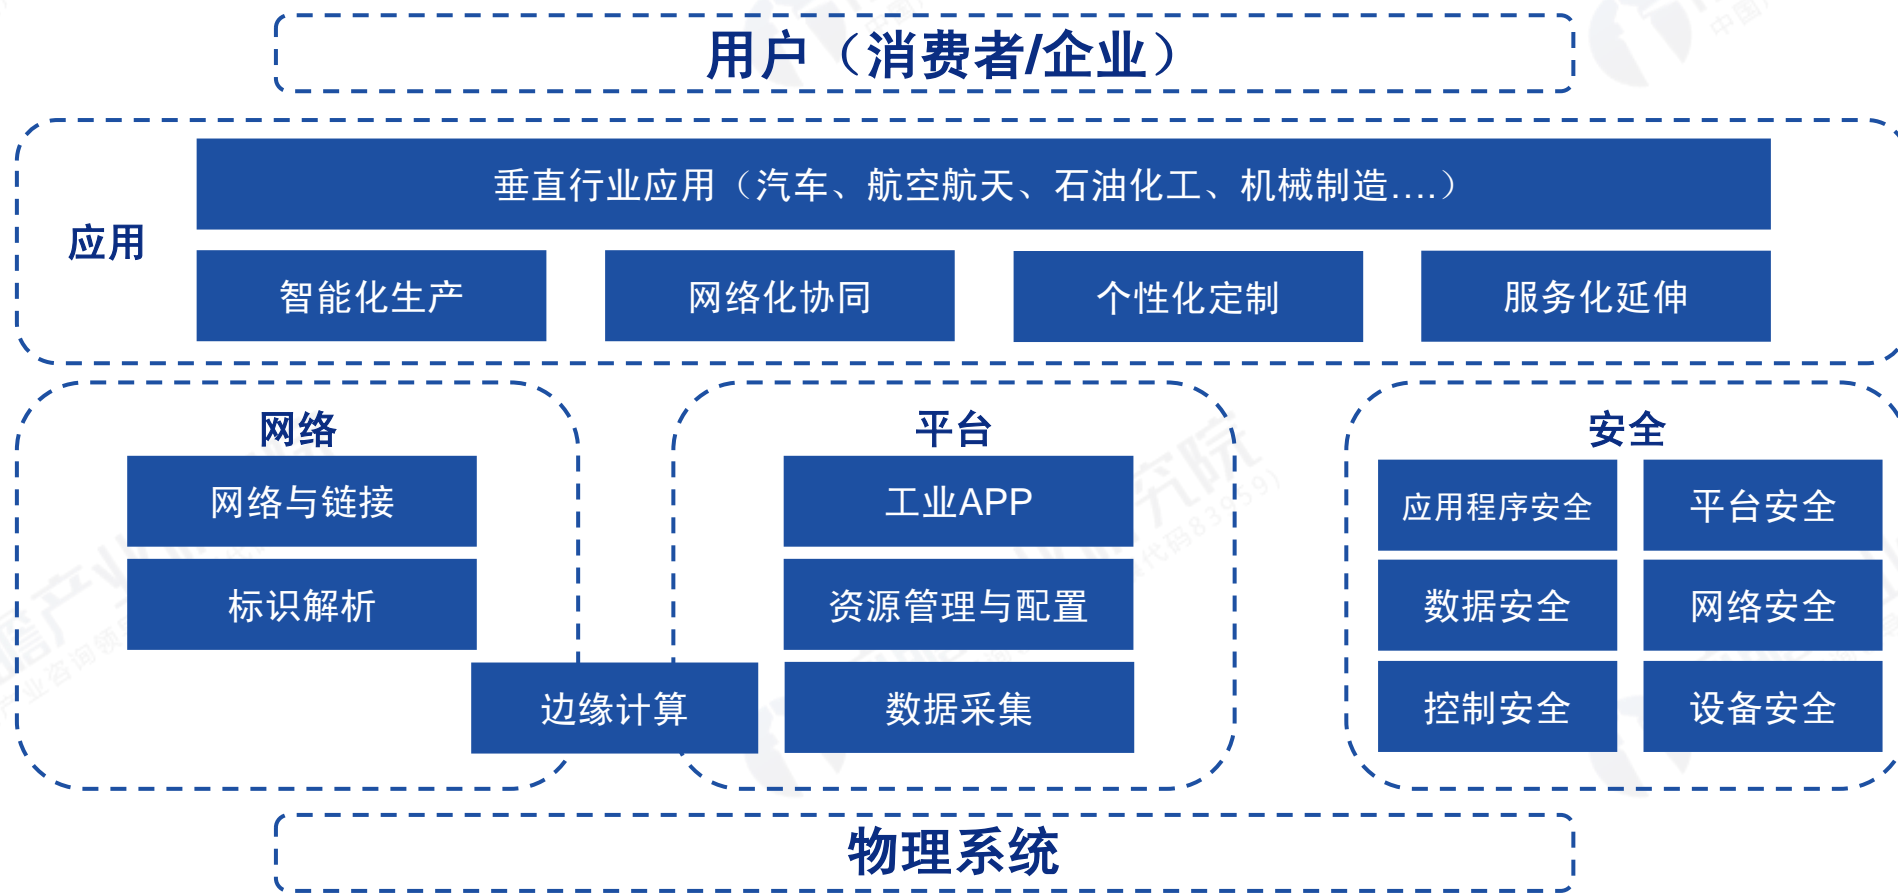 用户（消费者/企业）
应用
垂直行业应用（汽车、航空航天、石油化工、机械制造....）
智能化生产
网络化协同
个性化定制
服务化延伸
网络
网络与链接
标识解析
边缘计算
平台
工业APP
资源管理与配置
数据采集
安全
应用程序安全
平台安全
数据安全
网络安全
控制安全
设备安全
物理系统